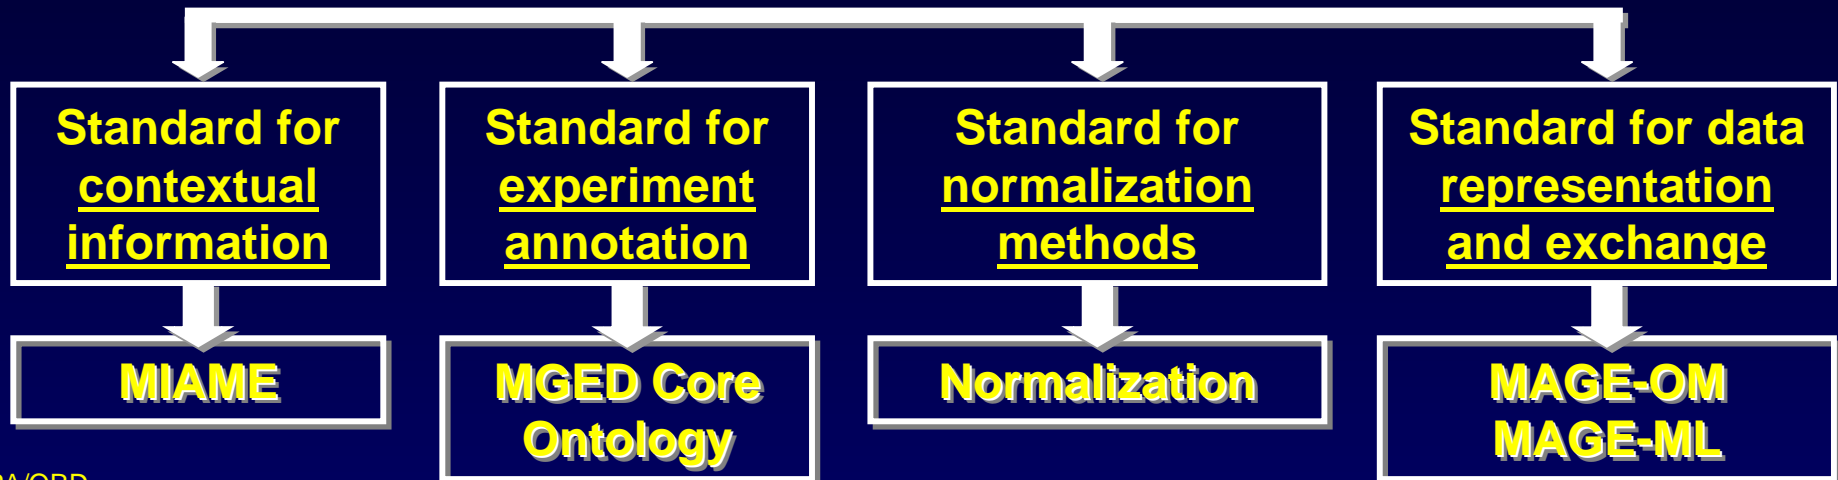 Standard for
contextual
information
Standard for
experiment
annotation
Standard for
normalization
methods
Standard for data
representation
and exchange
MIAME
MGED Core
Ontology
Normalization
MAGE-OM
MAGE-ML